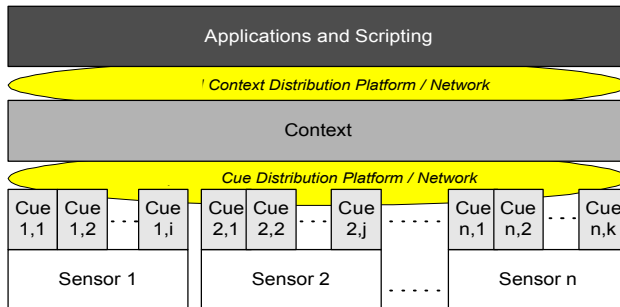 Applications and Scripting
Context Distribution Platform / Network
Context
Cue Distribution Platform / Network
Cue 1,1 Cue 1,2 ... Cue 1,i Cue 2,1 Cue 2,2 ... Cue 2,j ..... Cue n,1 Cue n,2 ... Cue n,k
Sensor 1 Sensor 2 ..... Sensor n